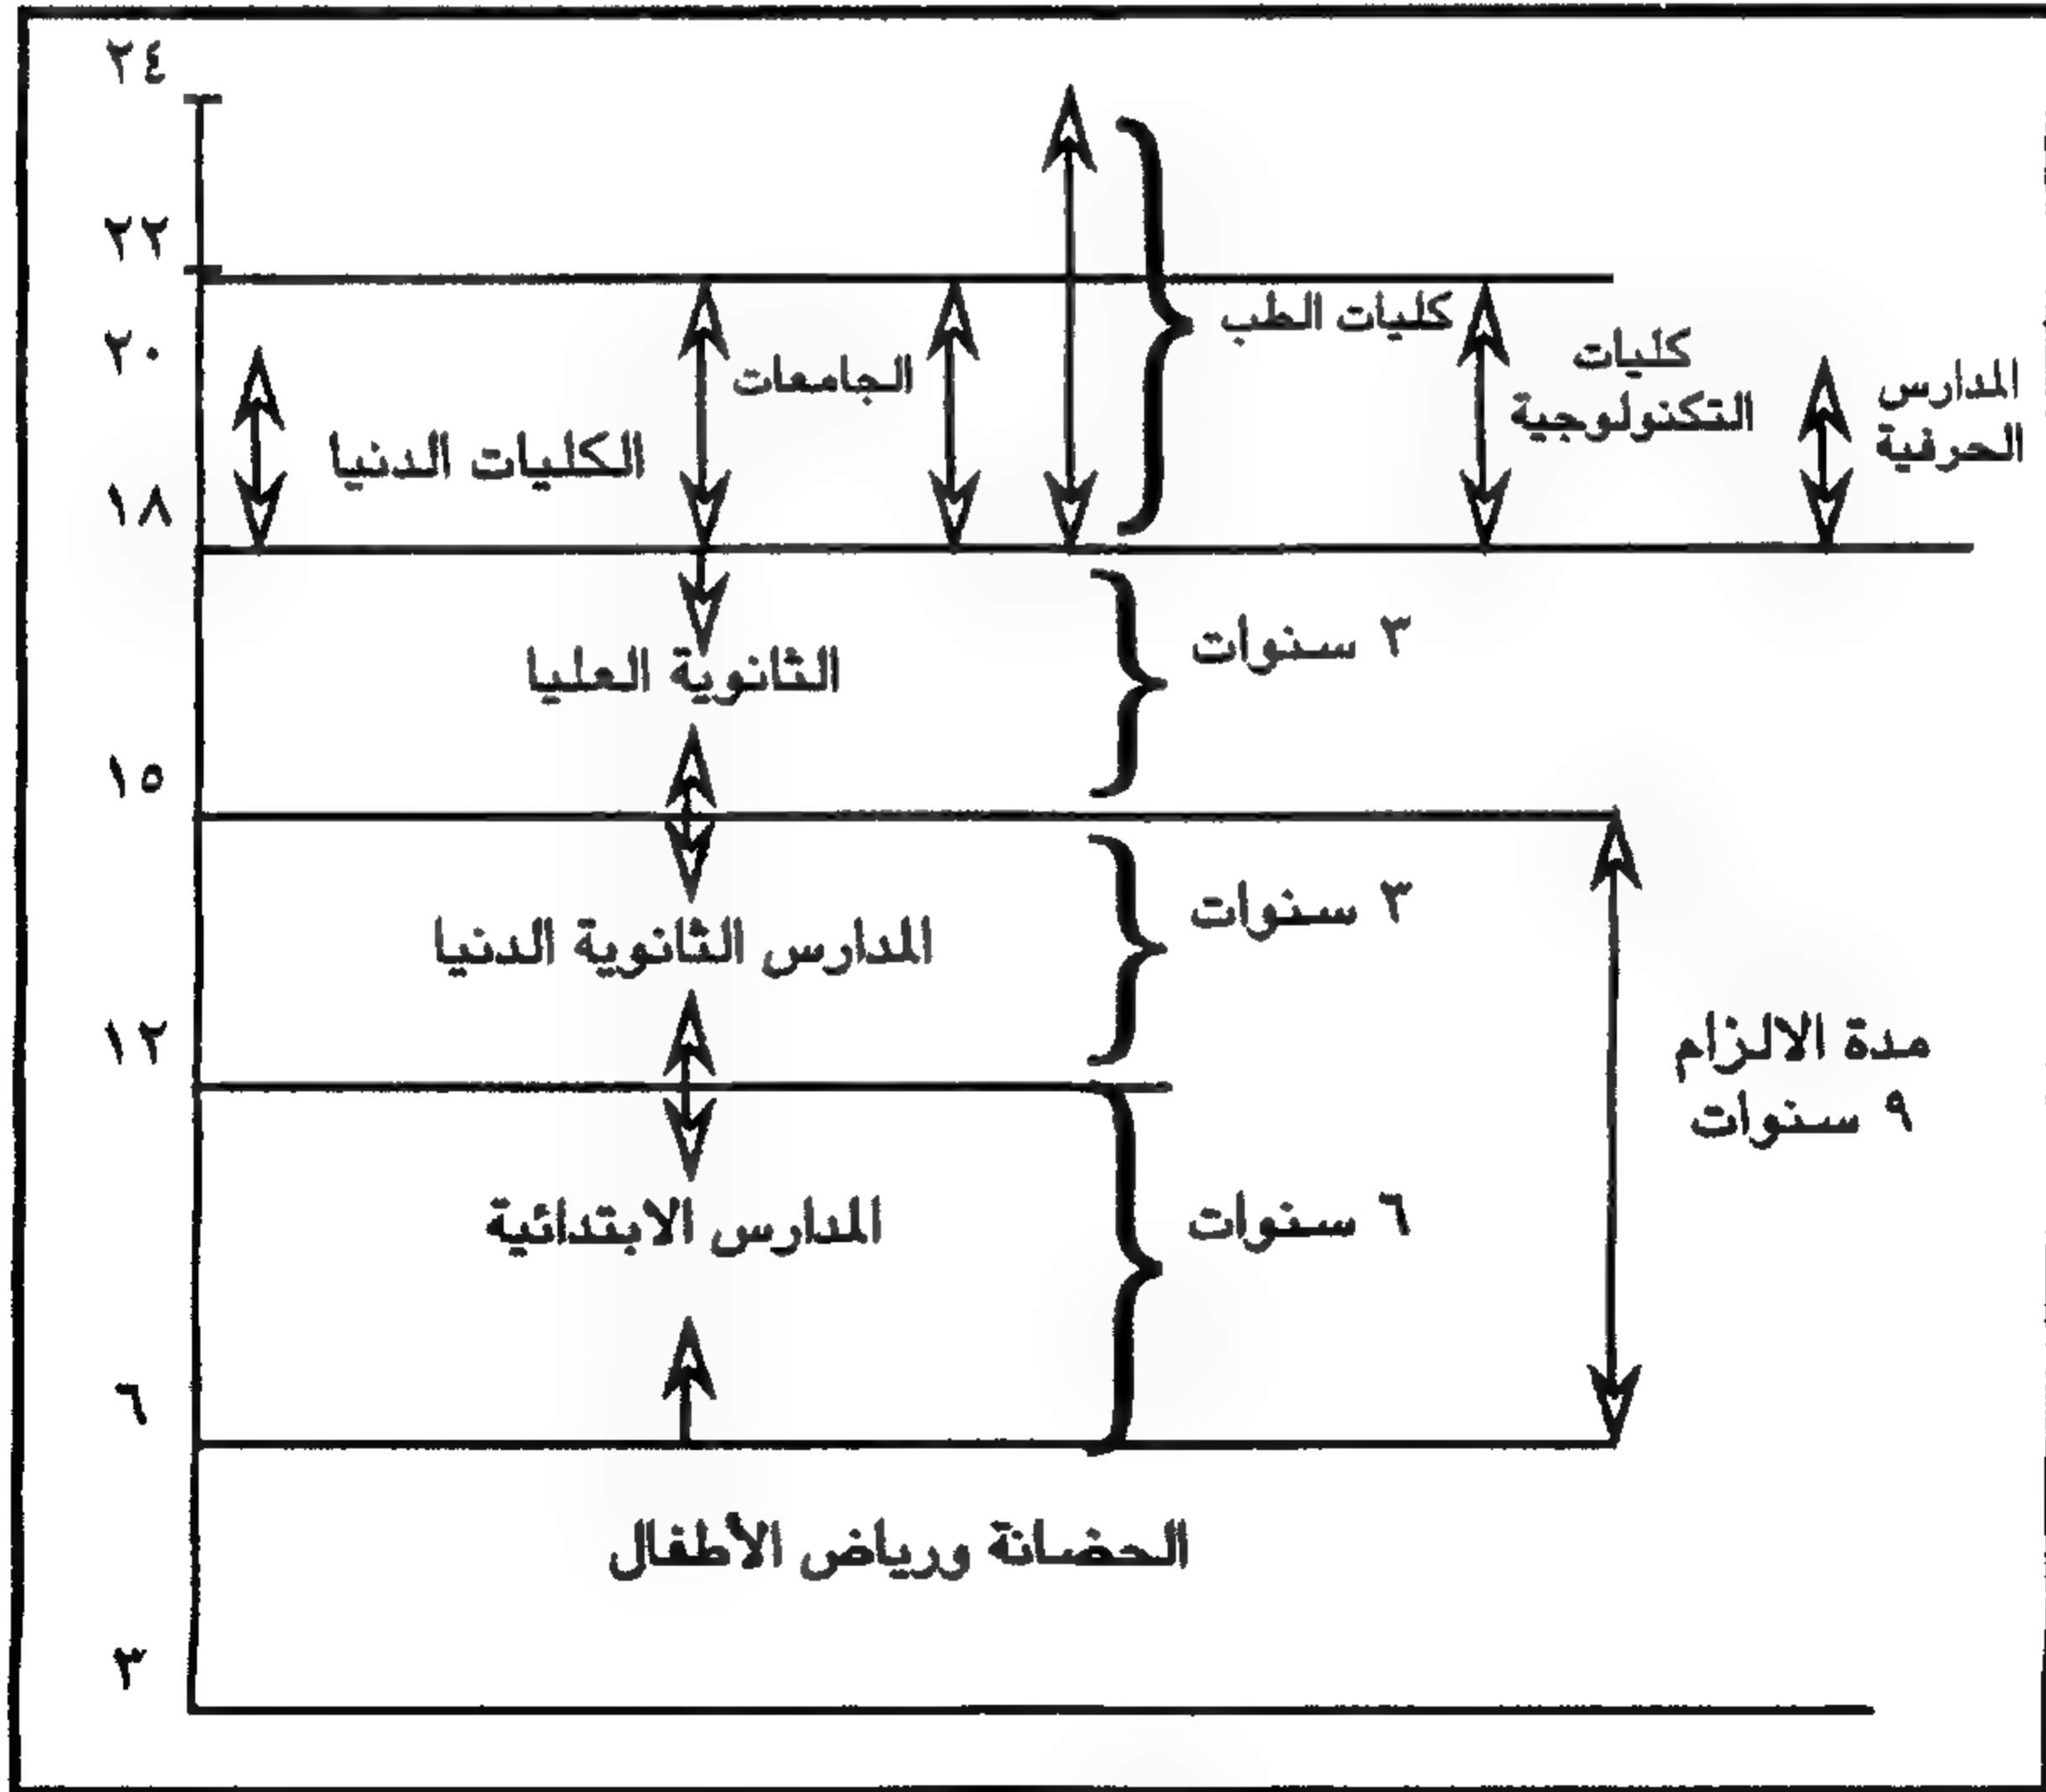 ٢٤
٢٢
كليات الطب
٢٠
كليات
التكنولوجية
المدارس
الحرفية
الجامعات
الكليات الدنيا
١٨
٣ سنوات
الثانوية العليا
١٥
٣ سنوات
المدارس الثانوية الدنيا
١٢
مدة الالزام
٩ سنوات
٦ سنوات
المدارس الابتدائية
٦
الحضانة ورياض الأطفال
٣